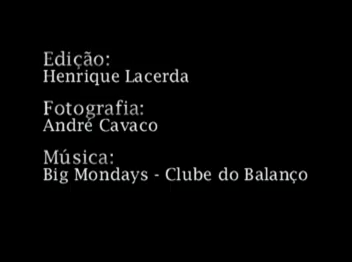 Edição:
Henrique Lacerda
Fotografia:
André Cavaco
Música:
Big Mondays - Clube do Balanço